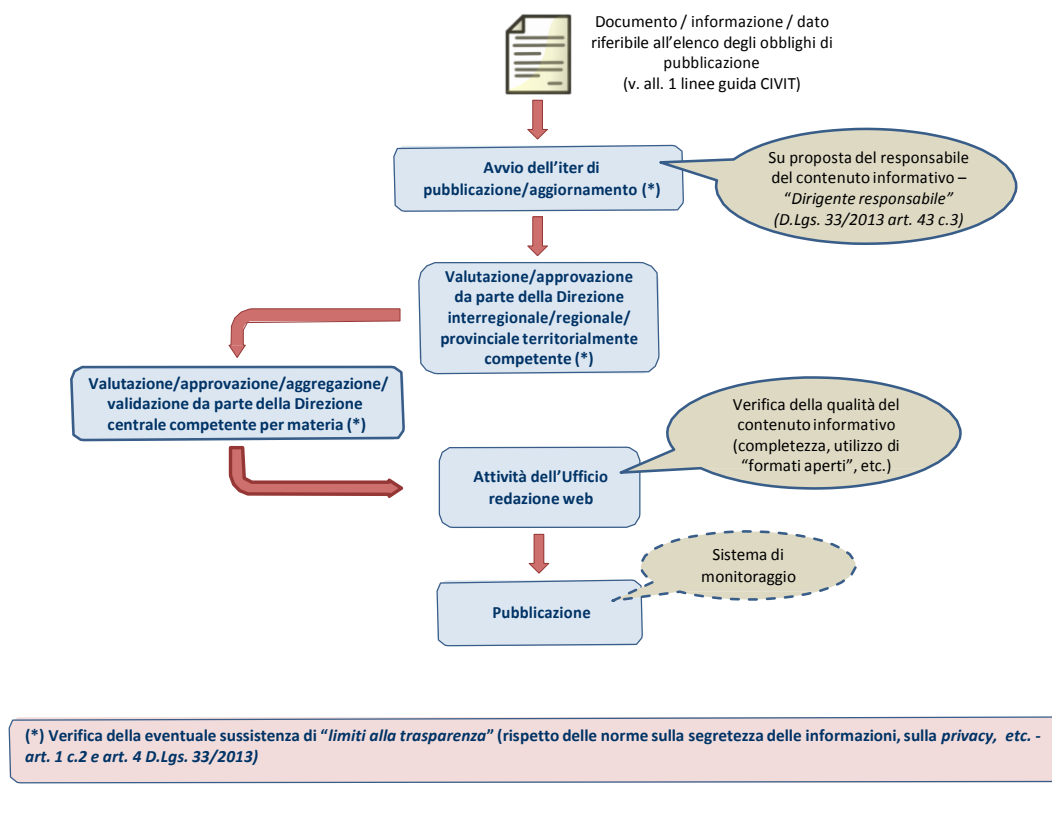 Documento / informazione / dato
riferibile all’elenco degli obblighi di
pubblicazione
(v. all. 1 linee guida CIVIT)
Avvio dell’iter di
pubblicazione/aggiornamento (*)
Su proposta del responsabile
del contenuto informativo –
“Dirigente responsabile”
(D.Lgs. 33/2013 art. 43 c.3)
Valutazione/approvazione
da parte della Direzione
interregionale/regionale/
provinciale territorialmente
competente (*)
Valutazione/approvazione/aggregazione/
validazione da parte della Direzione
centrale competente per materia (*)
Verifica della qualità del
contenuto informativo
(completezza, utilizzo di
“formati aperti”, etc.)
Attività dell’Ufficio
redazione web
Sistema di
monitoraggio
Pubblicazione
(*) Verifica della eventuale sussistenza di “limiti alla trasparenza” (rispetto delle norme sulla segretezza delle informazioni, sulla privacy, etc. -
art. 1 c.2 e art. 4 D.Lgs. 33/2013)